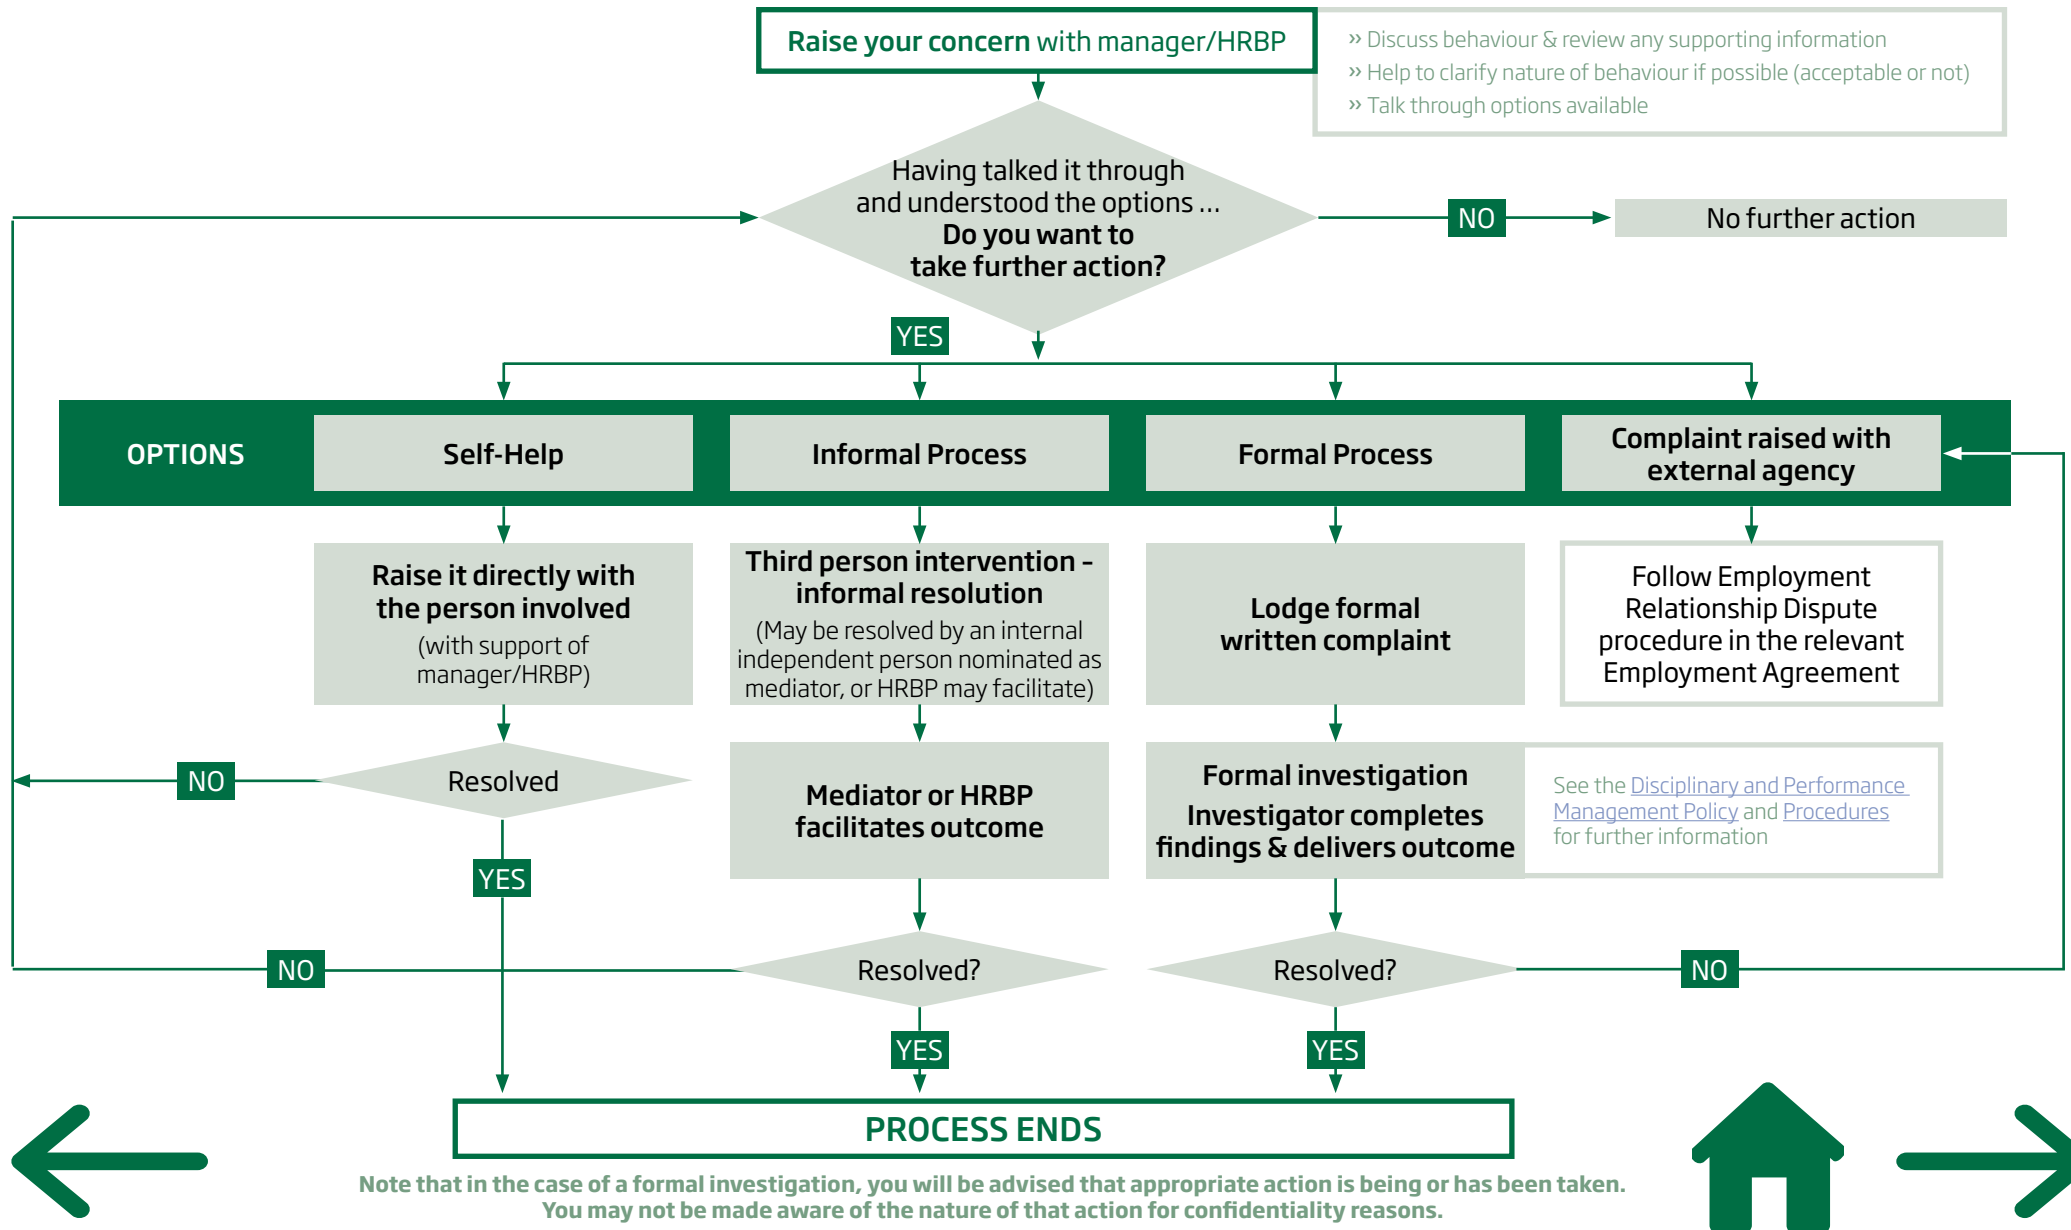 Raise your concern with manager/HRBP
›› Discuss behaviour & review any supporting information
›› Help to clarify nature of behaviour if possible (acceptable or not)
›› Talk through options available
Having talked it through
and understood the options ...
Do you want to
take further action?
NO
No further action
YES
OPTIONS
Self-Help
Informal Process
Formal Process
Complaint raised with
external agency
Raise it directly with
the person involved
(with support of
manager/HRBP)
Third person intervention –
informal resolution
(May be resolved by an internal
independent person nominated as
mediator, or HRBP may facilitate)
Lodge formal
written complaint
Follow Employment
Relationship Dispute
procedure in the relevant
Employment Agreement
NO
Resolved
Mediator or HRBP
facilitates outcome
Formal investigation
Investigator completes
findings & delivers outcome
See the Disciplinary and Performance
Management Policy and Procedures
for further information
YES
NO
Resolved?
Resolved?
NO
YES
YES
PROCESS ENDS
Note that in the case of a formal investigation, you will be advised that appropriate action is being or has been taken.
You may not be made aware of the nature of that action for confidentiality reasons.